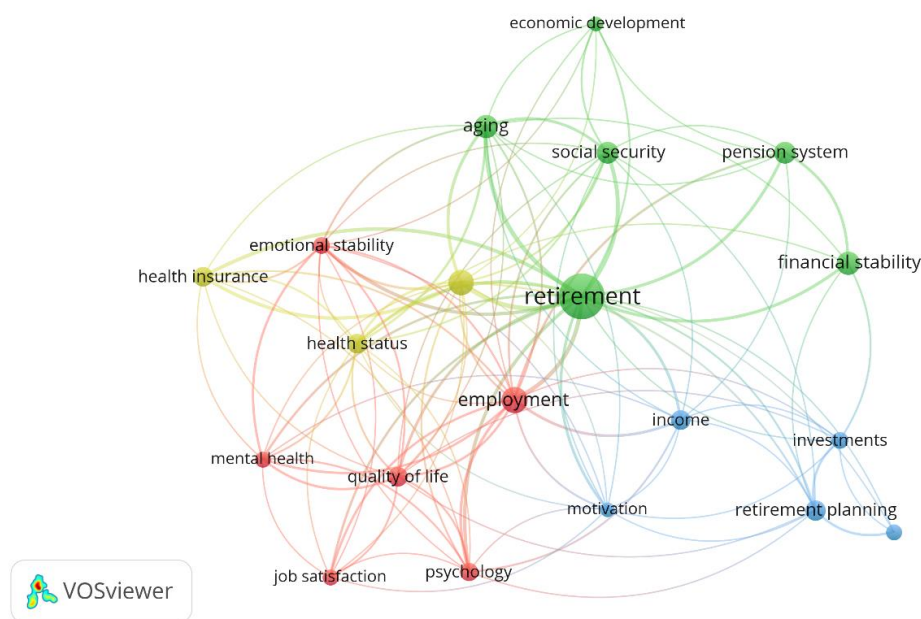 economic development
aging
social security
pension system
emotional stability
health insurance
financial stability
retirement
health status
employment
income
investments
mental health
quality of life
motivation
retirement planning
job satisfaction
psychology
VOSviewer